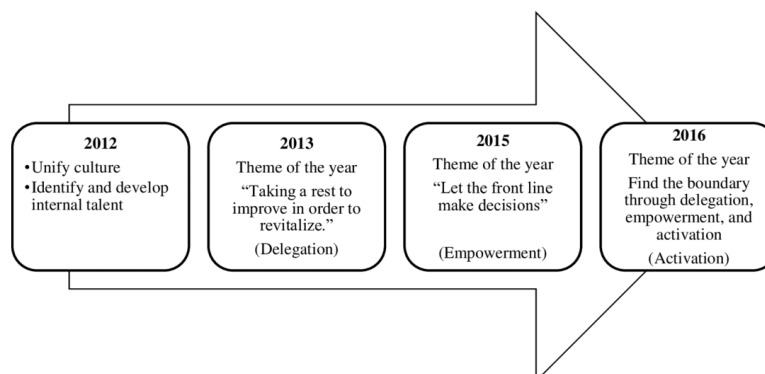 2012
•Unify culture
•Identify and develop
internal talent
2013
Theme of the year
“Taking a rest to
improve in order to
revitalize.”
(Delegation)
2015
Theme of the year
“Let the front line
make decisions”
(Empowerment)
2016
Theme of the year
Find the boundary
through delegation,
empowerment, and
activation
(Activation)